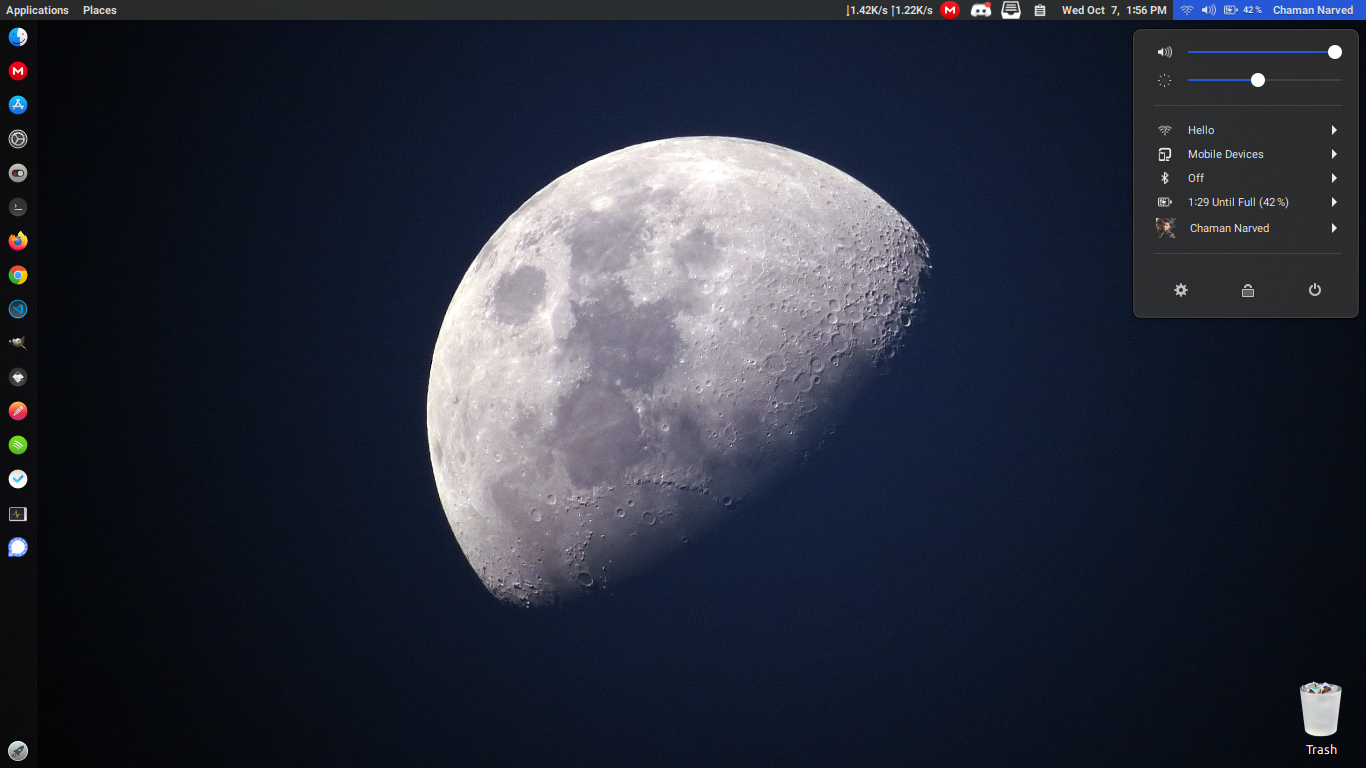 Applications Places ↓1.42K/s ↑1.22K/s M Wed Oct 7, 1:56 PM 42 % Chaman Narved
Hello
Mobile Devices
Off
1:29 Until Full (42 %)
Chaman Narved
M
Trash